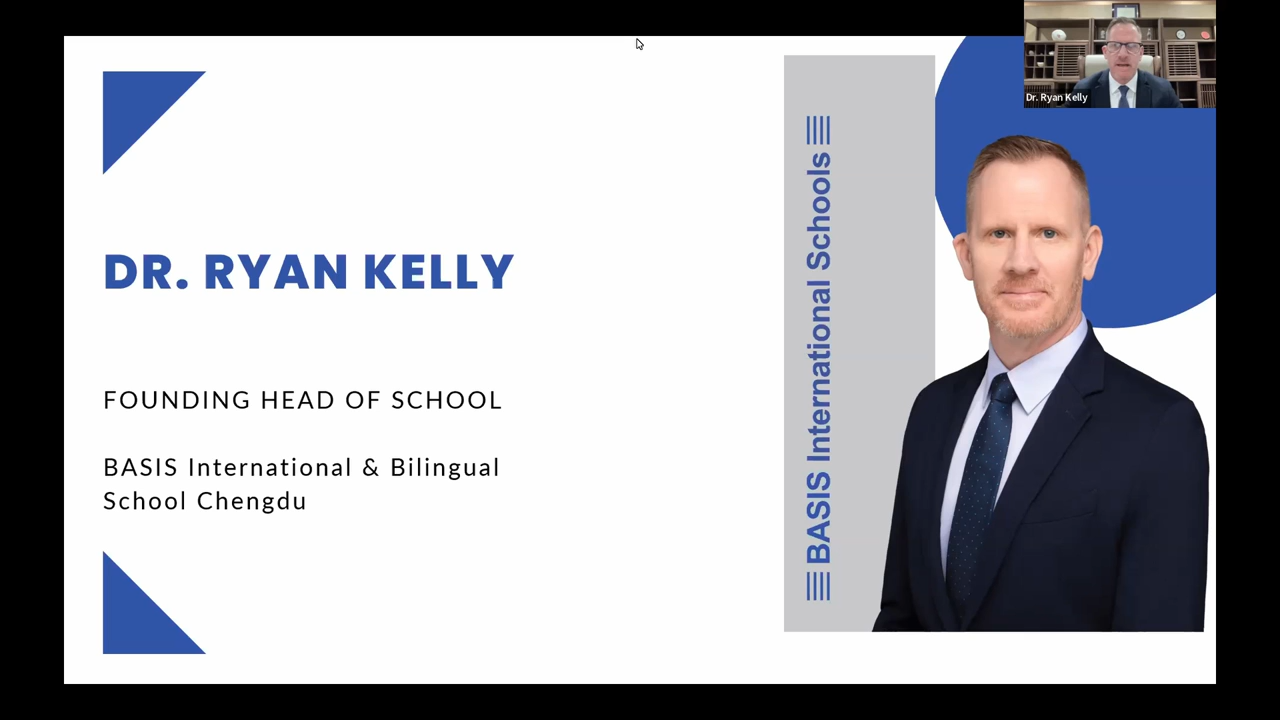 Dr. Ryan Kelly
DR. RYAN KELLY
FOUNDING HEAD OF SCHOOL
BASIS International & Bilingual
School Chengdu
BASIS International Schools